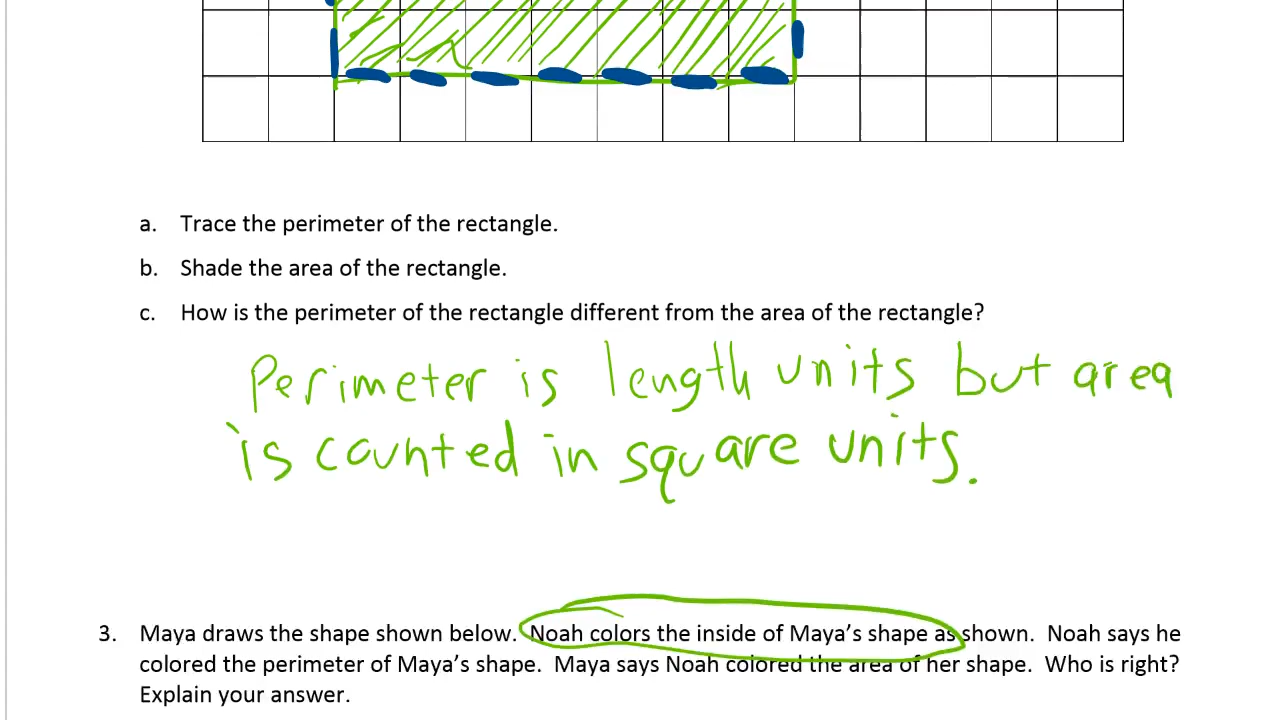 a. Trace the perimeter of the rectangle.
b. Shade the area of the rectangle.
c. How is the perimeter of the rectangle different from the area of the rectangle?
Perimeter is length units but area
is counted in square units.
3. Maya draws the shape shown below. Noah colors the inside of Maya’s shape as shown. Noah says he
colored the perimeter of Maya’s shape. Maya says Noah colored the area of her shape. Who is right?
Explain your answer.